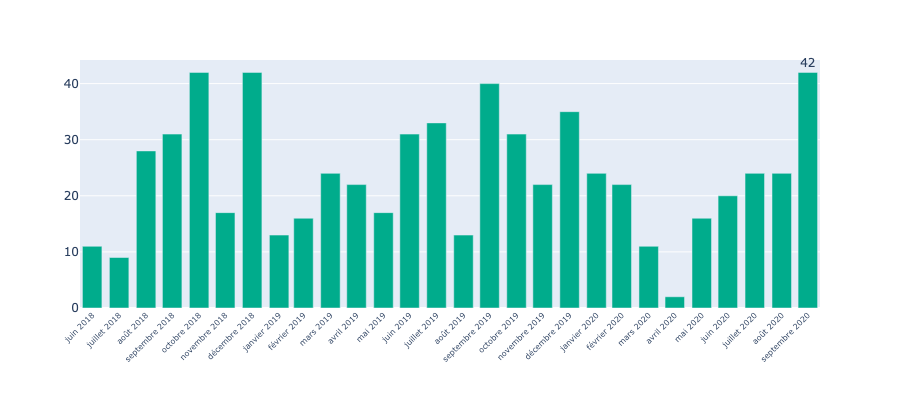 42
40
30
20
10
0
juin 2018
juillet 2018
août 2018
septembre 2018
octobre 2018
novembre 2018
décembre 2018
janvier 2019
février 2019
mars 2019
avril 2019
mai 2019
juin 2019
juillet 2019
août 2019
septembre 2019
octobre 2019
novembre 2019
décembre 2019
janvier 2020
février 2020
mars 2020
avril 2020
mai 2020
juin 2020
juillet 2020
août 2020
septembre 2020